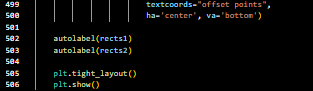 499 textcoords="offset points",
500 ha='center', va='bottom')
501
502 autolabel(rects1)
503 autolabel(rects2)
504
505 plt.tight_layout()
506 plt.show()